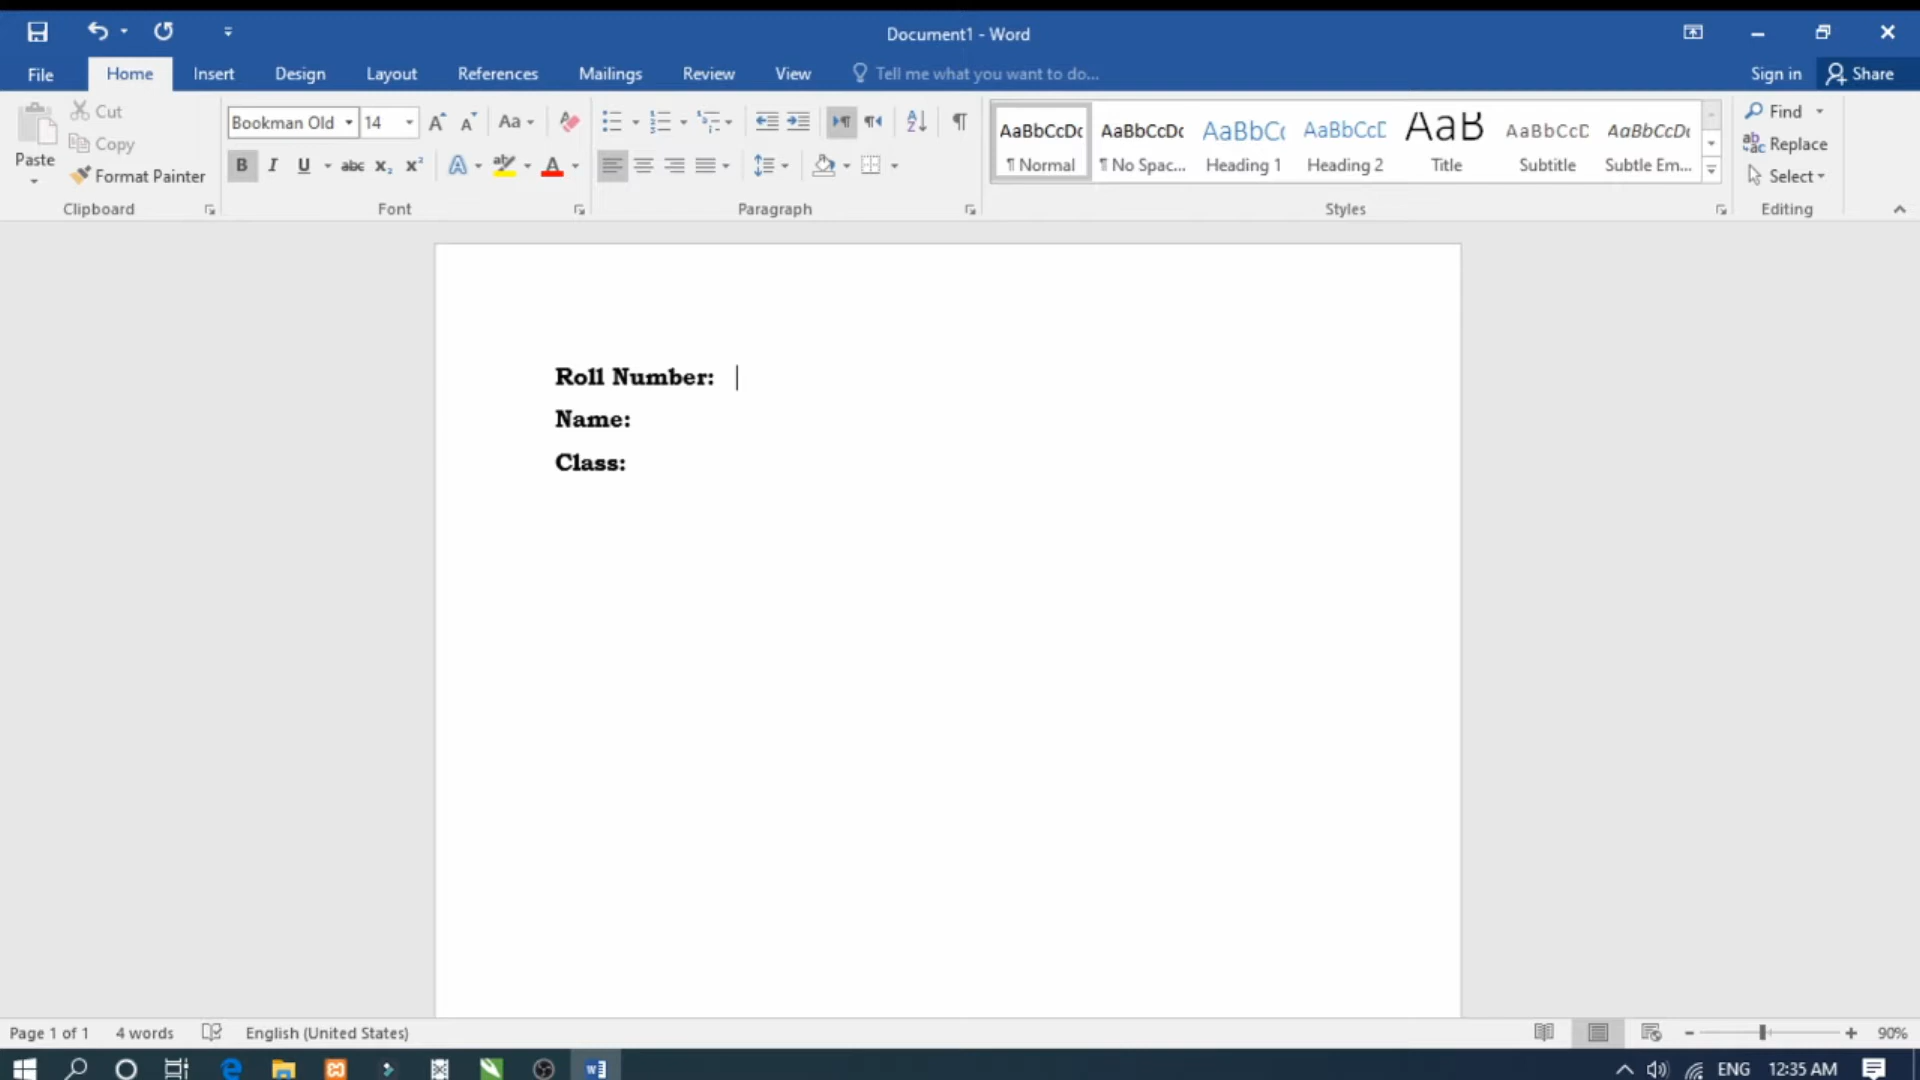 Document1 - Word
File Home Insert Design Layout References Mailings Review View Tell me what you want to do... Sign in Share
Paste
Cut
Copy
Format Painter
Clipboard
Bookman Old 14
Font
Paragraph
AaBbCcDc AaBbCcDc AaBbCc AaBbCcD AaB AaBbCcD AaBbCcDc
¶ Normal ¶ No Spac... Heading 1 Heading 2 Title Subtitle Subtle Em...
Styles
Find
Replace
Select
Editing
Roll Number:
Name:
Class:
Page 1 of 1 4 words English (United States) 90%
ENG 12:35 AM